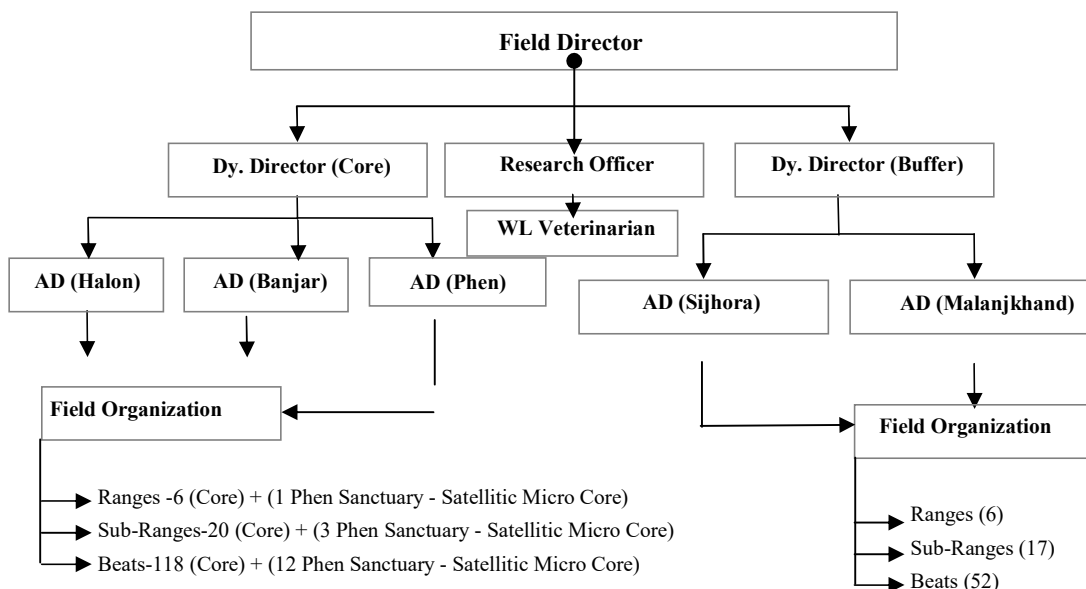 Field Director
Dy. Director (Core)
Research Officer
Dy. Director (Buffer)
WL Veterinarian
AD (Halon)
AD (Banjar)
AD (Phen)
AD (Sijhora)
AD (Malanjkhand)
Field Organization
Field Organization
Ranges -6 (Core) + (1 Phen Sanctuary - Satellitic Micro Core)
Sub-Ranges-20 (Core) + (3 Phen Sanctuary - Satellitic Micro Core)
Beats-118 (Core) + (12 Phen Sanctuary - Satellitic Micro Core)
Ranges (6)
Sub-Ranges (17)
Beats (52)